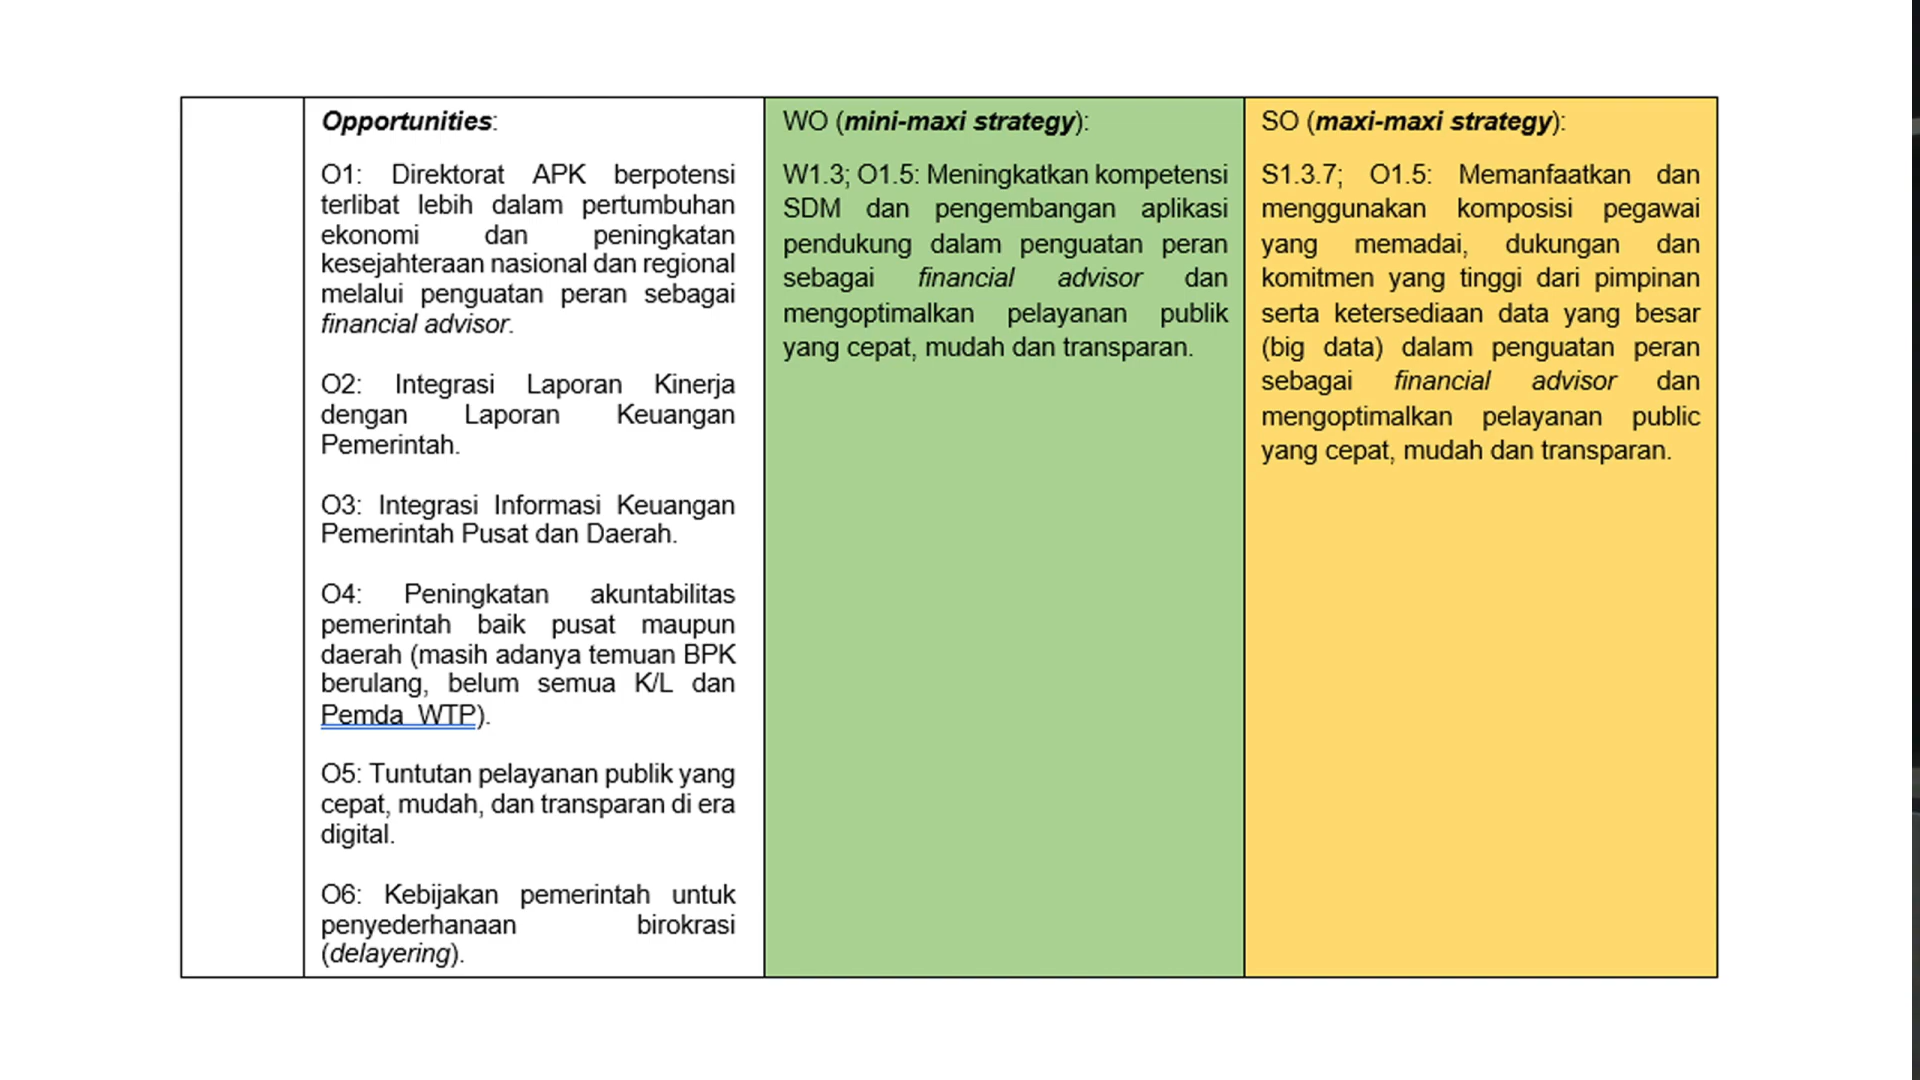 Opportunities:
O1: Direktorat APK berpotensi
terlibat lebih dalam pertumbuhan
ekonomi dan peningkatan
kesejahteraan nasional dan regional
melalui penguatan peran sebagai
financial advisor.
O2: Integrasi Laporan Kinerja
dengan Laporan Keuangan
Pemerintah.
O3: Integrasi Informasi Keuangan
Pemerintah Pusat dan Daerah.
O4: Peningkatan akuntabilitas
pemerintah baik pusat maupun
daerah (masih adanya temuan BPK
berulang, belum semua K/L dan
Pemda WTP).
O5: Tuntutan pelayanan publik yang
cepat, mudah, dan transparan di era
digital.
O6: Kebijakan pemerintah untuk
penyederhanaan birokrasi
(delayering).
WO (mini-maxi strategy):
W1.3; O1.5: Meningkatkan kompetensi
SDM dan pengembangan aplikasi
pendukung dalam penguatan peran
sebagai financial advisor dan
mengoptimalkan pelayanan publik
yang cepat, mudah dan transparan.
SO (maxi-maxi strategy):
S1.3.7; O1.5: Memanfaatkan dan
menggunakan komposisi pegawai
yang memadai, dukungan dan
komitmen yang tinggi dari pimpinan
serta ketersediaan data yang besar
(big data) dalam penguatan peran
sebagai financial advisor dan
mengoptimalkan pelayanan public
yang cepat, mudah dan transparan.